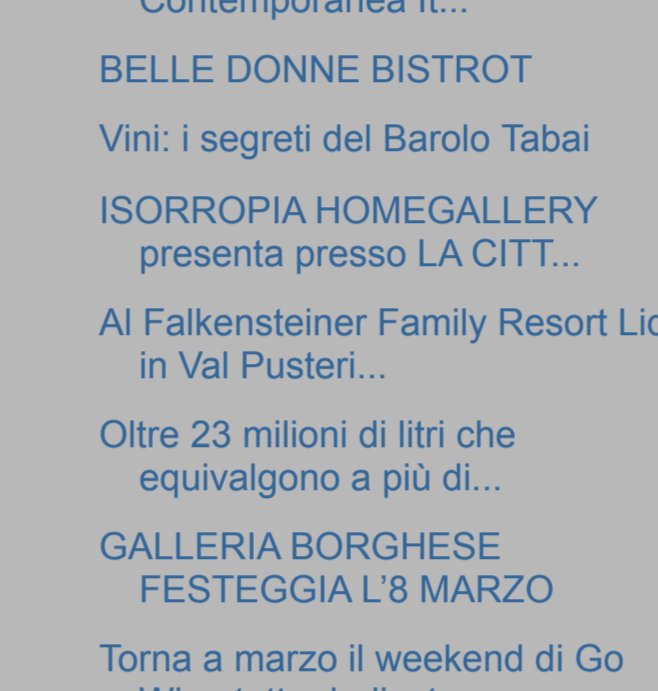 Contemporanea It...
BELLE DONNE BISTROT
Vini: i segreti del Barolo Tabai
ISORROPIA HOMEGALLERY
presenta presso LA CITT...
Al Falkensteiner Family Resort
in Val Pusteri...
Oltre 23 milioni di litri che
equivalgono a più di...
GALLERIA BORGHESE
FESTEGGIA L’8 MARZO
Torna a marzo il weekend di Go